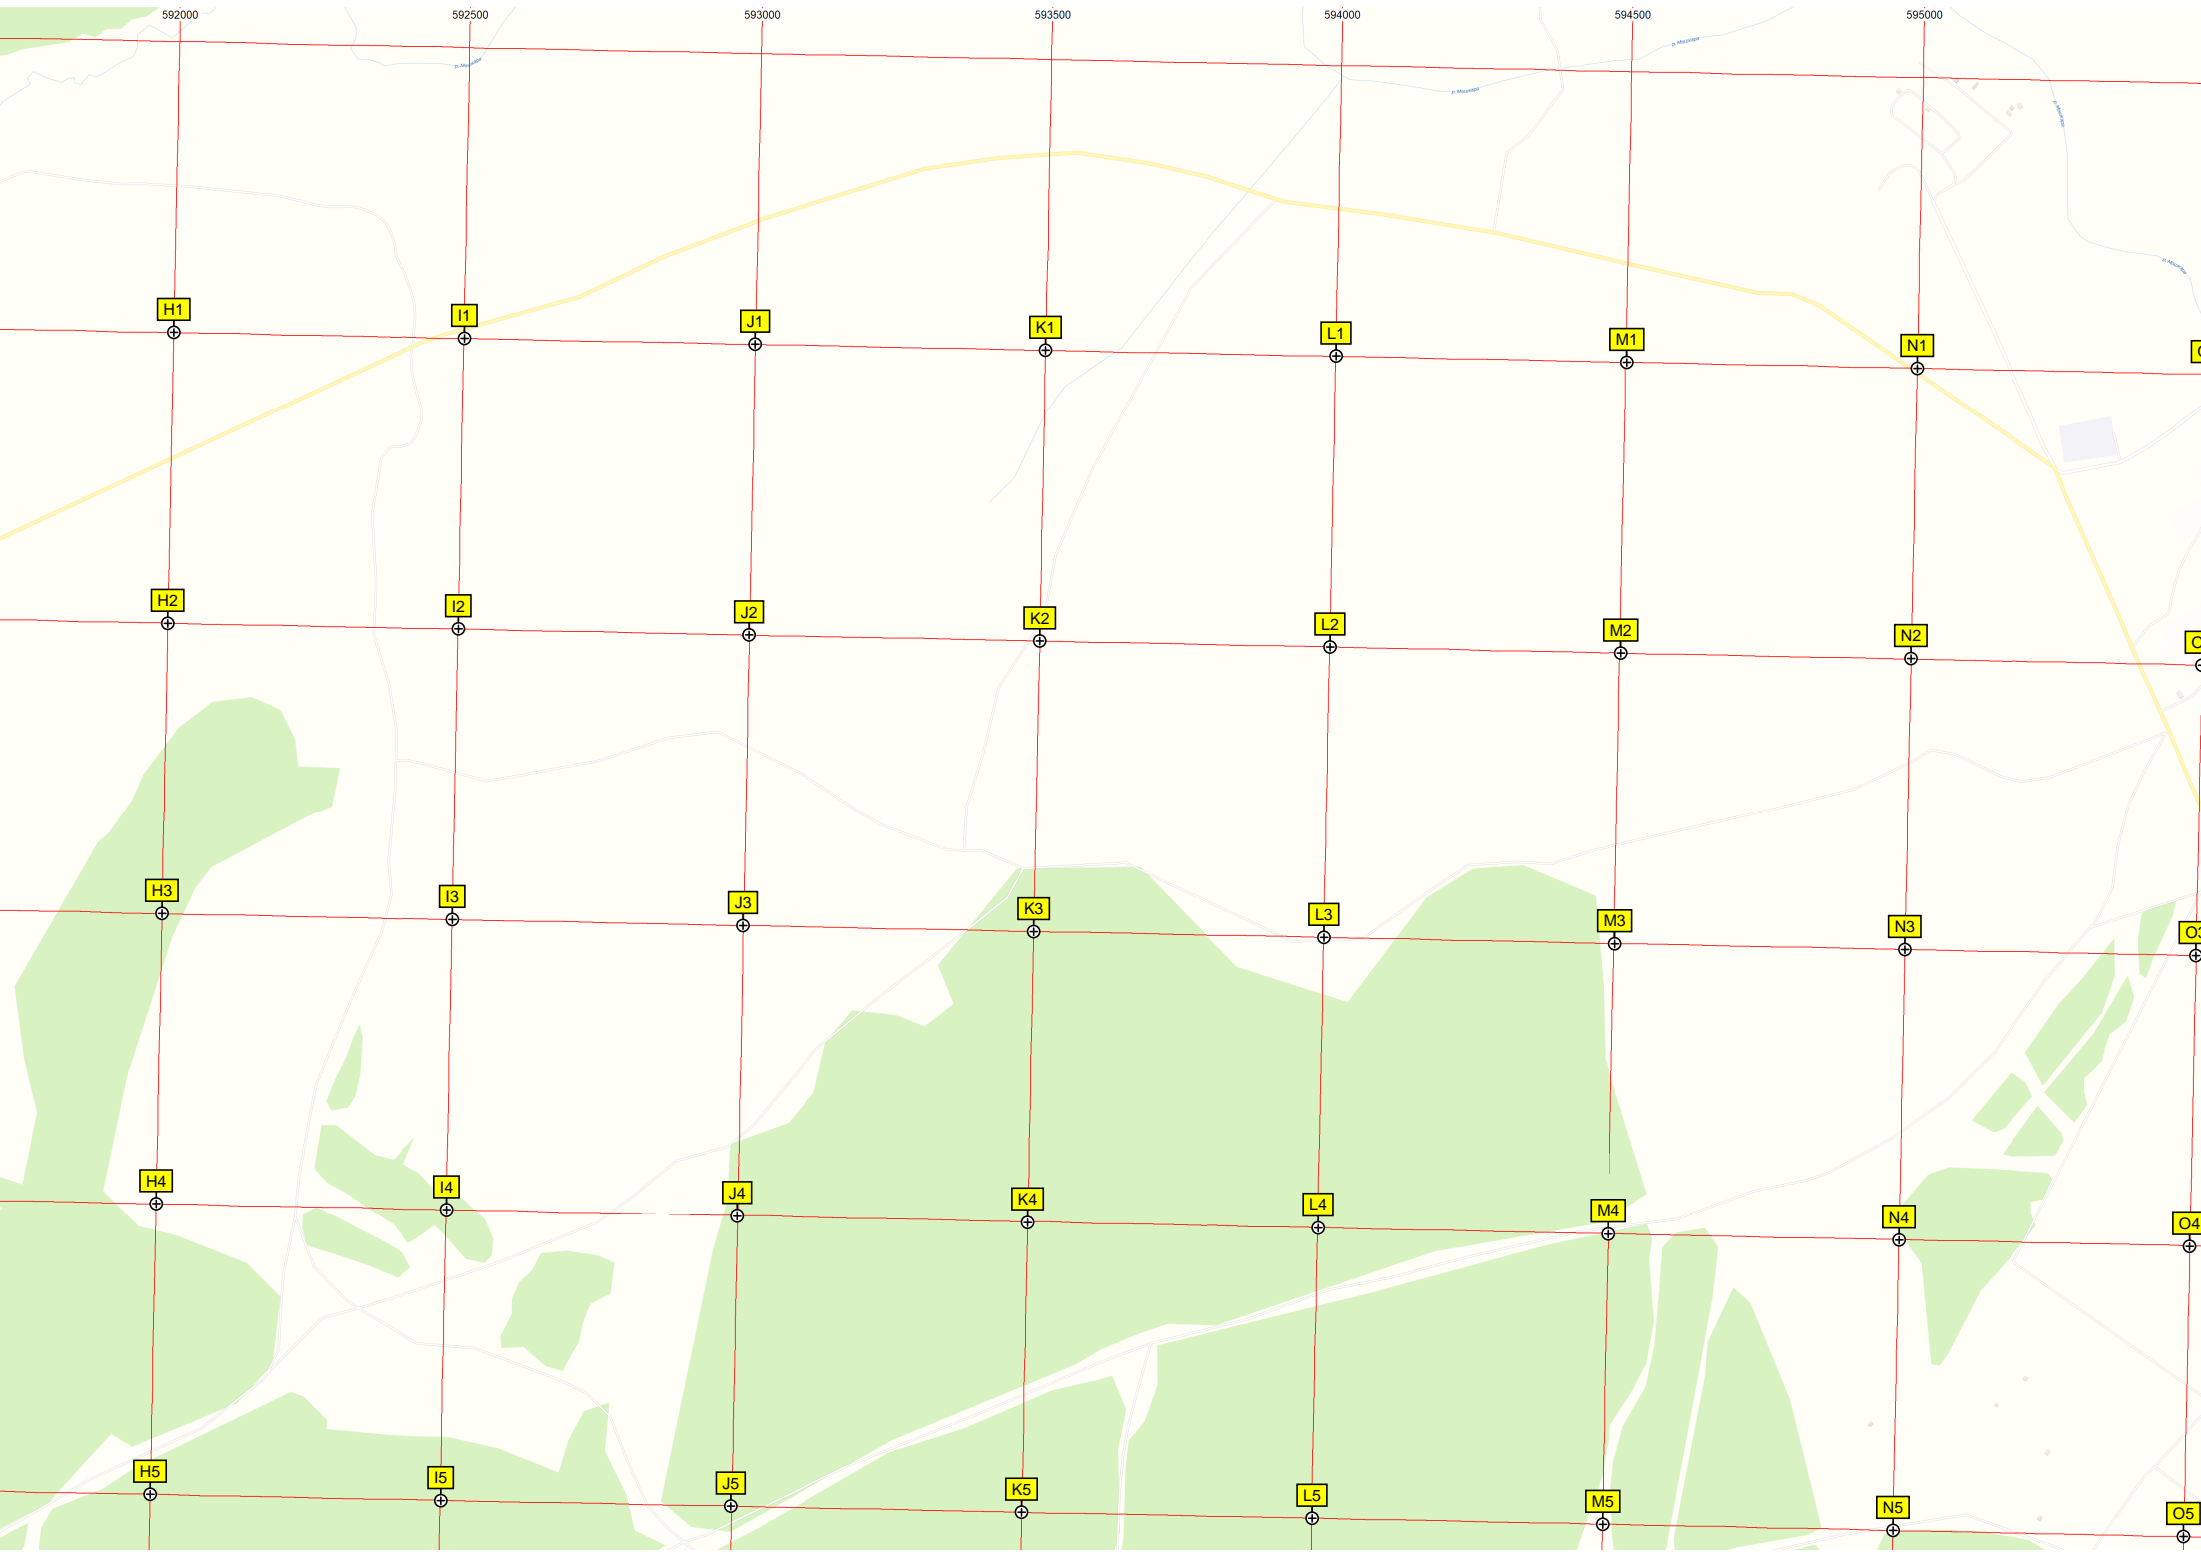 592000 592500 593000 593500 594000 594500 595000
р. Мошнара
H1 I1 J1 K1 L1 M1 N1
H2 I2 J2 K2 L2 M2 N2
H3 I3 J3 K3 L3 M3 N3 O3
H4 I4 J4 K4 L4 M4 N4 O4
H5 I5 J5 K5 L5 M5 N5 O5